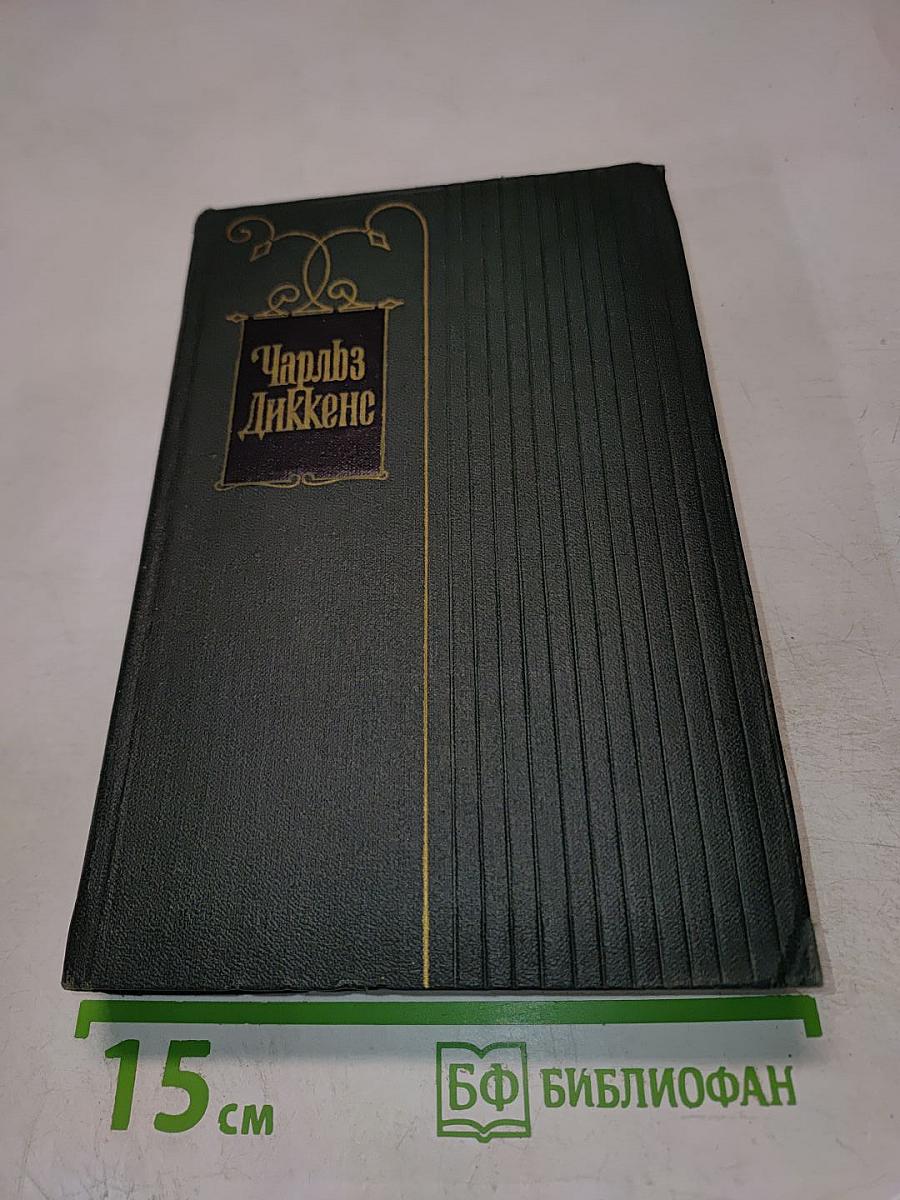 Чарльз
Диккенс
15 см
БФ БИБЛИОФАН